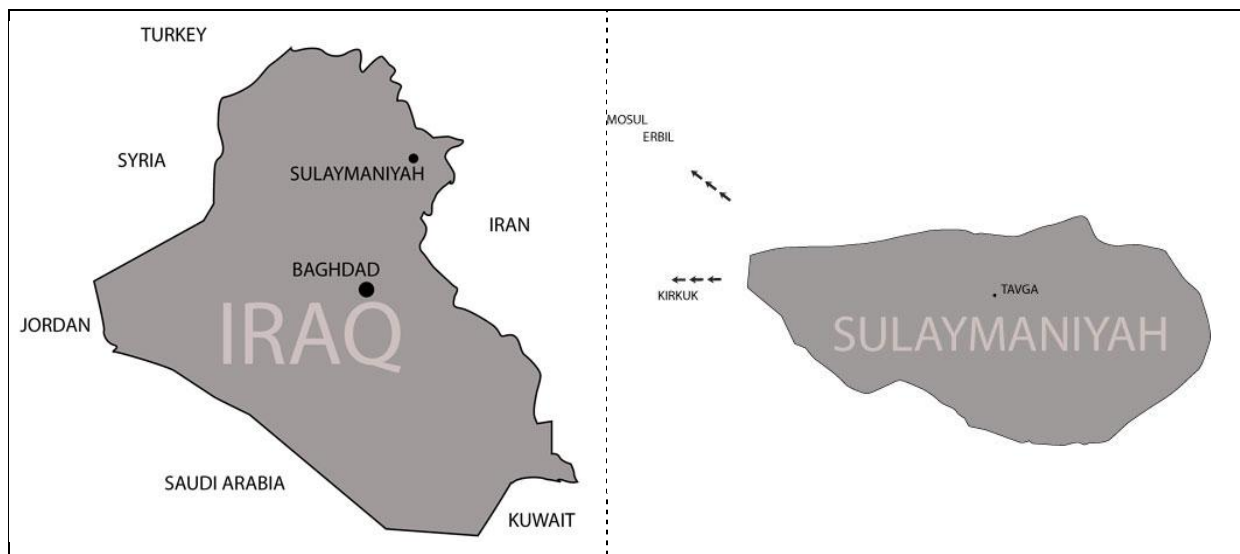 TURKEY
SYRIA
SULAYMANIYAH
IRAN
BAGHDAD
JORDAN
IRAQ
SAUDI ARABIA
KUWAIT
MOSUL
ERBIL
KIRKUK
TAVGA
SULAYMANIYAH